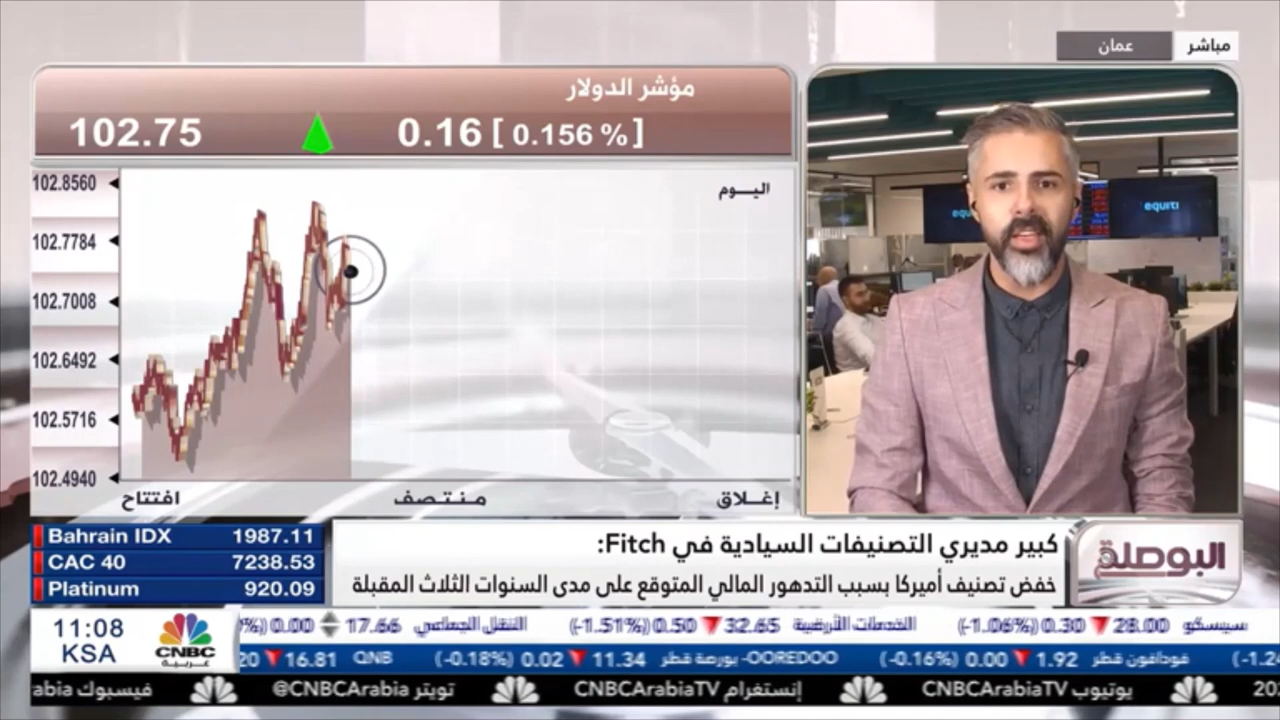 مباشر
عمان
مؤشر الدولار
102.75 0.16 [ 0.156 % ]
اليوم
102.8560
102.7784
102.7008
102.6492
102.5716
102.4940
افتتاح
منتصف
إغلاق
equiti
Bahrain IDX 1987.11
CAC 40 7238.53
Platinum 920.09
كبير مديري التصنيفات السيادية في Fitch:
خفض تصنيف أميركا بسبب التدهور المالي المتوقع على مدى السنوات الثلاث المقبلة
البوصلة
11:08
KSA
CNBC
عربية
سيسكو 28.00 0.30 (-1.06%) الخدمات الأرضية 32.65 0.50 (-1.51%) النقل الجماعي 17.66 0.00
فودافون قطر 1.92 0.00 (-0.16%) OOREDOO- بورصة قطر 11.34 0.02 (-0.18%) QNB 16.81
يوتيوب CNBCArabiaTV إنستغرام CNBCArabiaTV تويتر @CNBCArabia فيسبوك